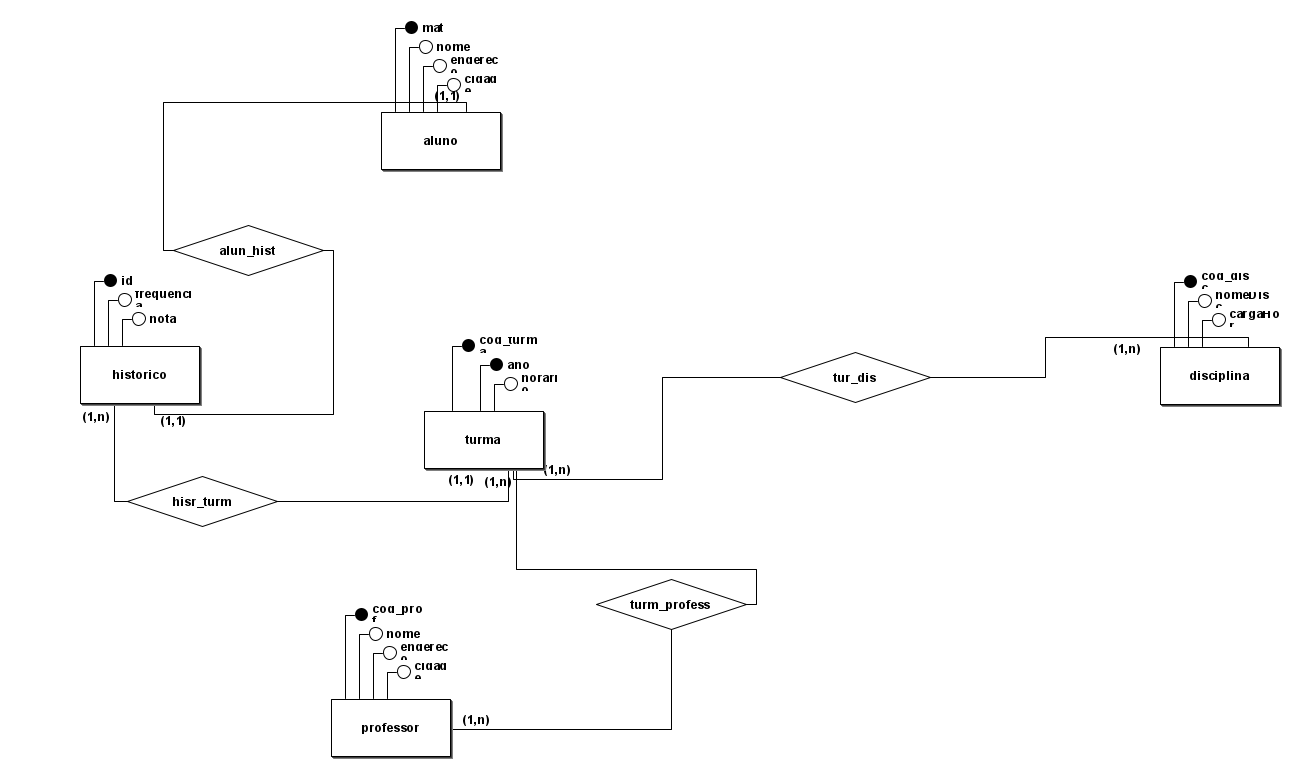 mat
nome
enderec
o
cidad
e
(1,1)
aluno
alun_hist
id
frequenci
a
nota
historico
(1,n)
(1,1)
cod_turm
a
ano
horari
o
turma
(1,1)
(1,n)
(1,n)
tur_dis
cod_dis
c
nomeDis
c
cargaHo
r
(1,n)
disciplina
hisr_turm
turm_profess
cod_pro
f
nome
enderec
o
cidad
e
professor
(1,n)